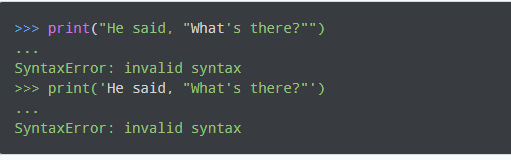 >>> print("He said, "What's there?"")
...
SyntaxError: invalid syntax
>>> print('He said, "What's there?"')
...
SyntaxError: invalid syntax